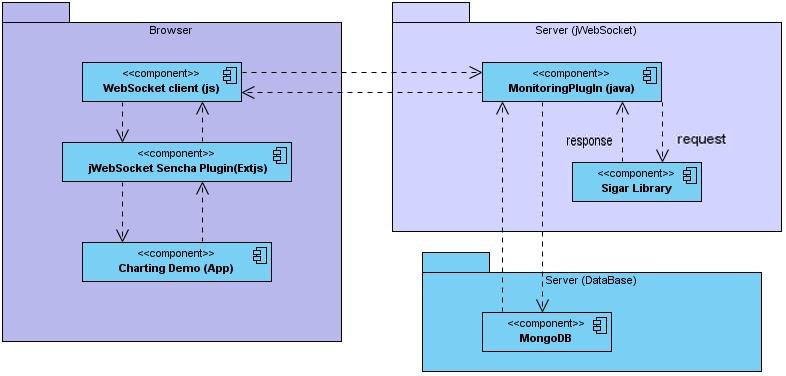 Browser
<<component>>
WebSocket client (js)
<<component>>
jWebSocket Sencha Plugin(Extjs)
<<component>>
Charting Demo (App)
Server (jWebSocket)
<<component>>
MonitoringPlugIn (java)
response
request
<<component>>
Sigar Library
Server (DataBase)
<<component>>
MongoDB